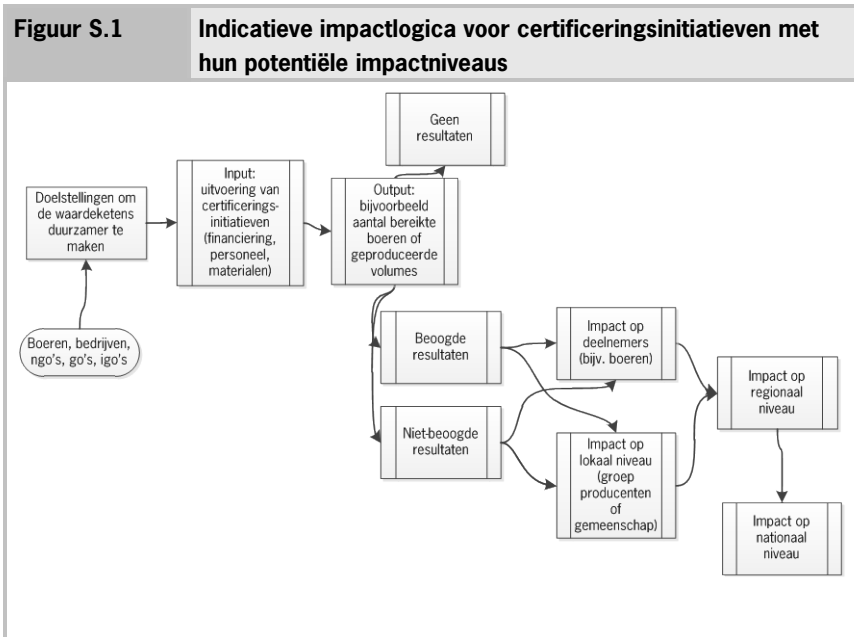 Figuur S.1
Indicatieve impactlogica voor certificeringsinitiatieven met
hun potentiële impactniveaus
Geen
resultaten
Input:
uitvoering van
certificerings-
initiatieven
(financiering,
personeel,
materialen)
Output:
bijvoorbeeld
aantal bereikte
boeren of
geproduceerde
volumes
Doelstellingen om
de waardeketens
duurzamer te
maken
Boeren, bedrijven,
ngo's, go's, igo's
Beoogde
resultaten
Impact op
deelnemers
(bijv. boeren)
Impact op
regionaal
niveau
Niet-beoogde
resultaten
Impact op
lokaal niveau
(groep
producenten
of
gemeenschap)
Impact op
nationaal
niveau